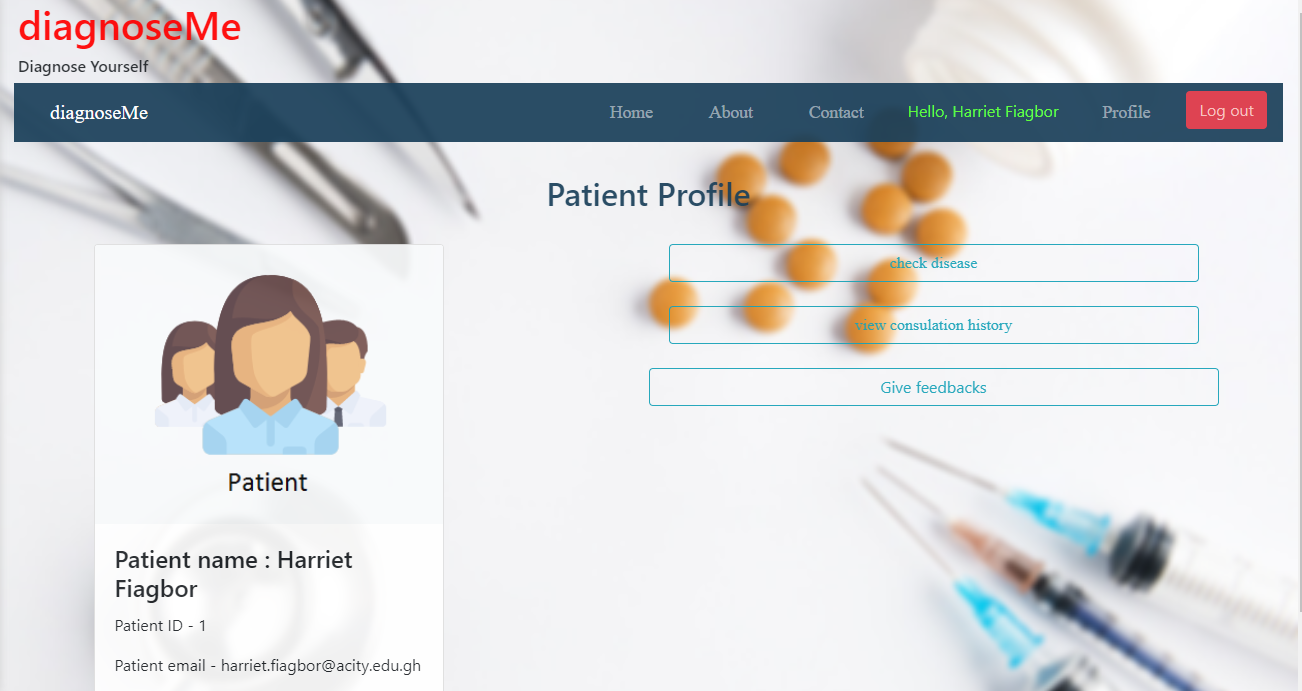 diagnoseMe
Diagnose Yourself
diagnoseMe Home About Contact Hello, Harriet Fiagbor Profile Log out
Patient Profile
check disease
view consulation history
Give feedbacks
Patient
Patient name : Harriet
Fiagbor
Patient ID - 1
Patient email - harriet.fiagbor@acity.edu.gh